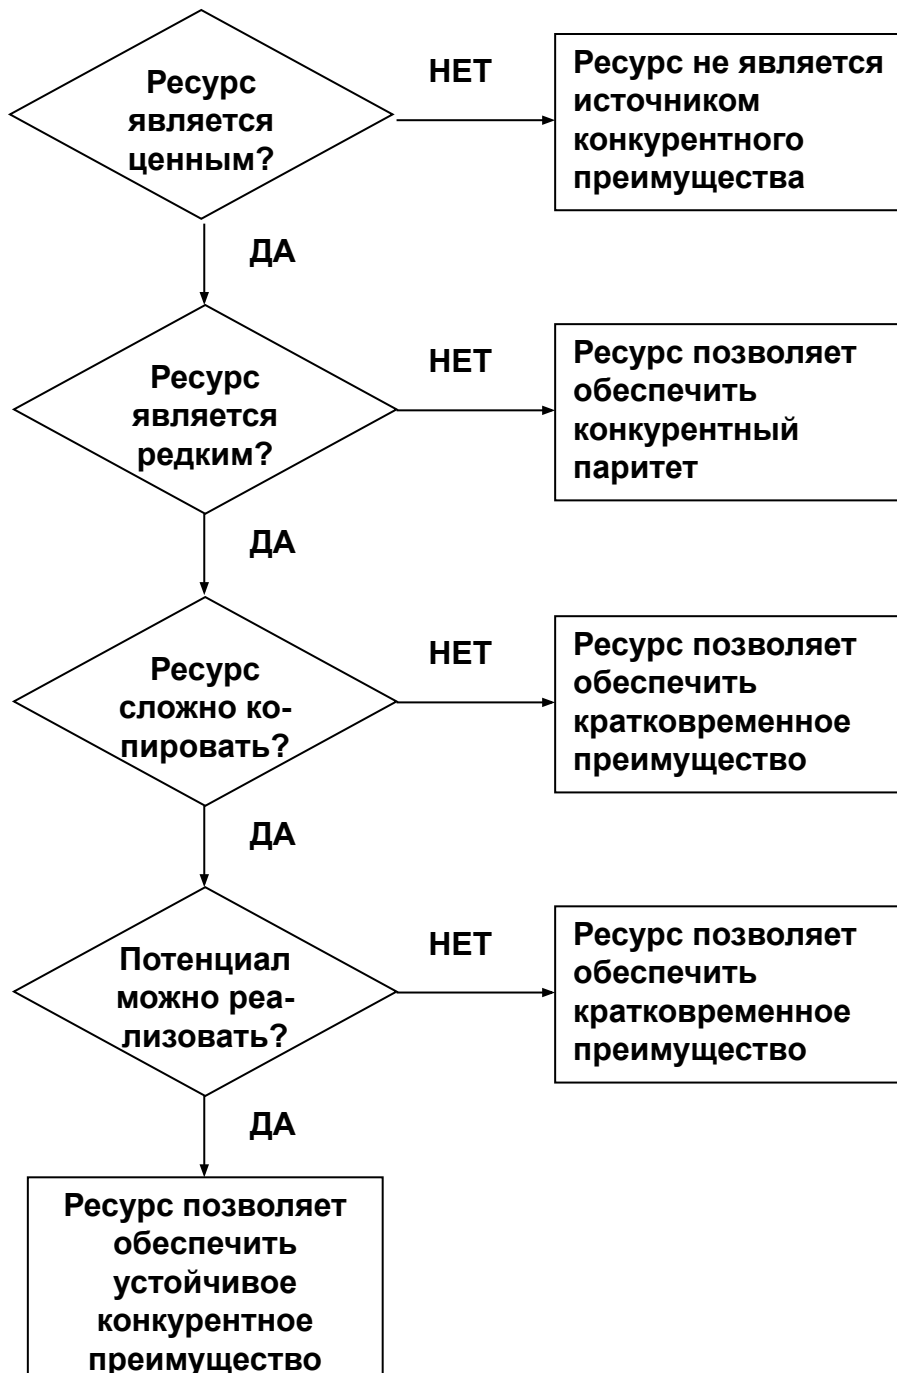 Ресурс
является
ценным?
НЕТ
Ресурс не является
источником
конкурентного
преимущества
ДА
Ресурс
является
редким?
НЕТ
Ресурс позволяет
обеспечить
конкурентный
паритет
ДА
Ресурс
сложно ко-
пировать?
НЕТ
Ресурс позволяет
обеспечить
кратковременное
преимущество
ДА
Потенциал
можно реа-
лизовать?
НЕТ
Ресурс позволяет
обеспечить
кратковременное
преимущество
ДА
Ресурс позволяет
обеспечить
устойчивое
конкурентное
преимущество